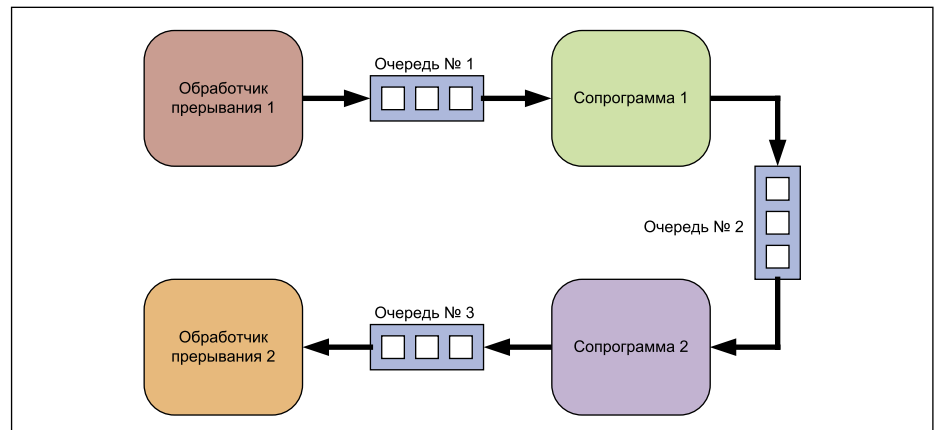 Обработчик
прерывания 1
Очередь № 1
Сопрограмма 1
Очередь № 2
Обработчик
прерывания 2
Очередь № 3
Сопрограмма 2